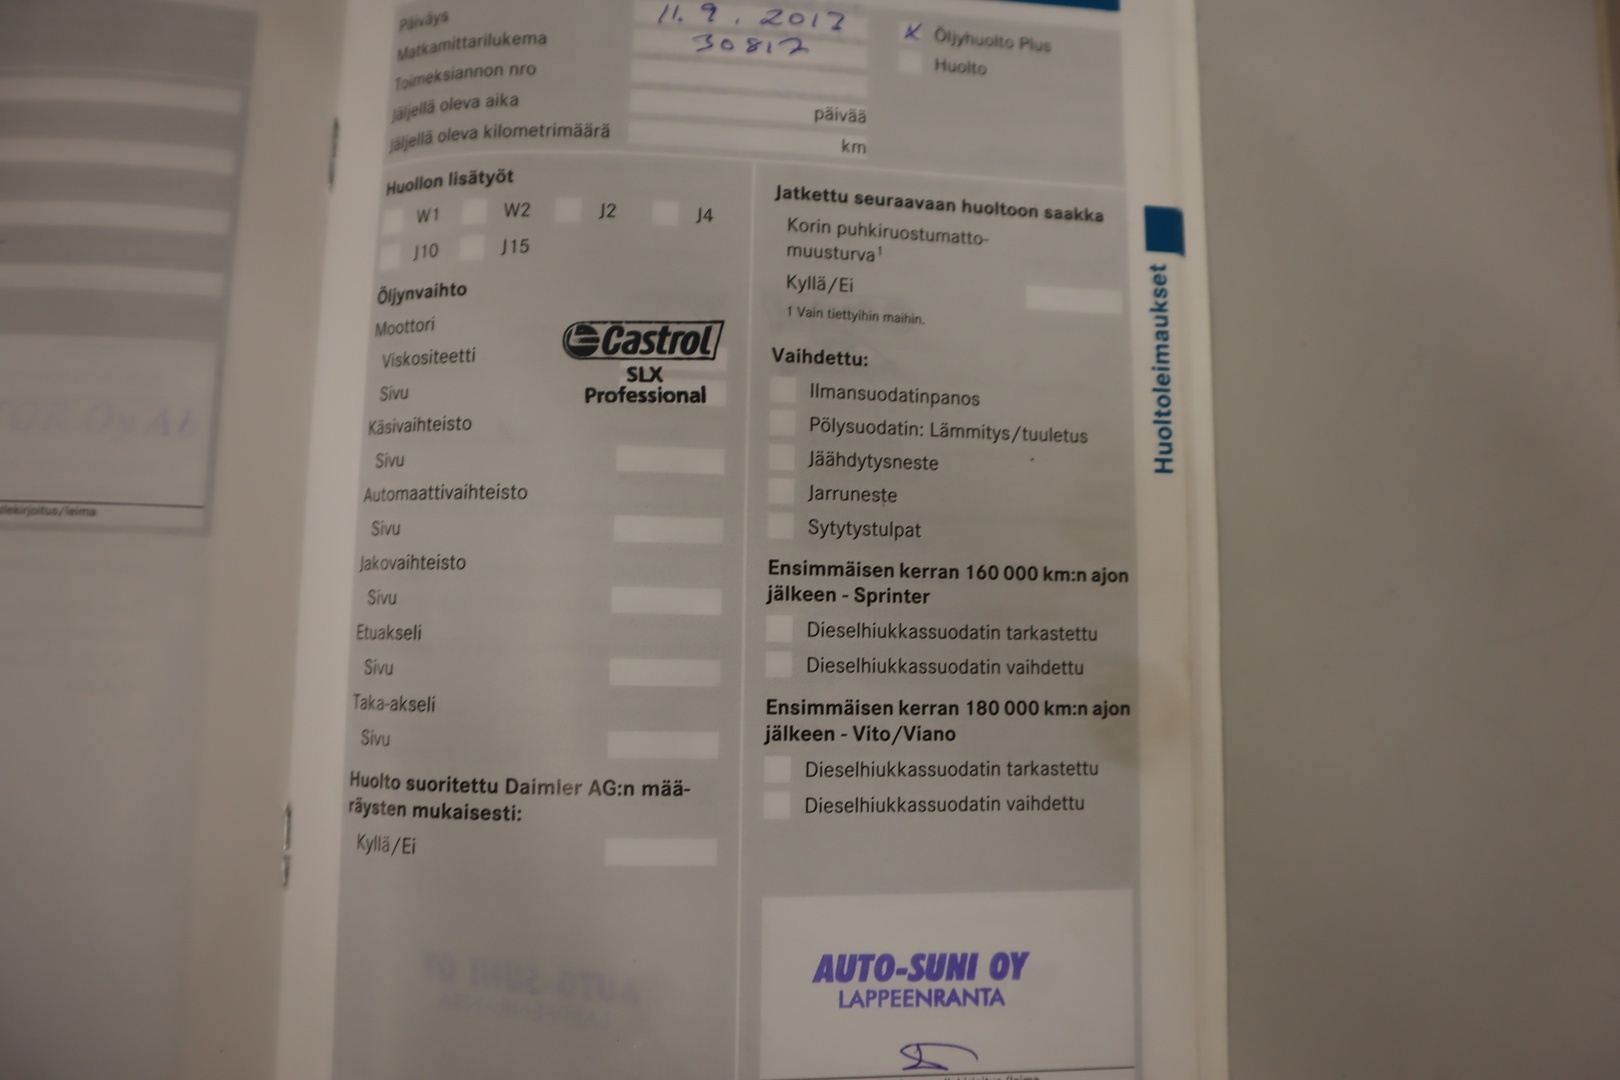 Päiväys 11. 9. 2013
Matkamittarilukema 30812
Toimeksiannon nro
Jäljellä oleva aika päivää
Jäljellä oleva kilometrimäärä km
X Öljyhuolto Plus
Huolto
Huollon lisätyöt
W1 W2 J2 J4
J10 J15
Öljynvaihto
Moottori
Viskositeetti
Sivu
Castrol
SLX
Professional
Käsivaihteisto
Sivu
Automaattivaihteisto
Sivu
Jakovaihteisto
Sivu
Etuakseli
Sivu
Taka-akseli
Sivu
Huolto suoritettu Daimler AG:n mää-
räysten mukaisesti:
Kyllä/Ei
Jatkettu seuraavaan huoltoon saakka
Korin puhkiruostumatto-
muusturva¹
Kyllä/Ei
1 Vain tiettyihin maihin.
Vaihdettu:
Ilmansuodatinpanos
Pölysuodatin: Lämmitys/tuuletus
Jäähdytysneste
Jarruneste
Sytytystulpat
Ensimmäisen kerran 160 000 km:n ajon
jälkeen - Sprinter
Dieselhiukkassuodatin tarkastettu
Dieselhiukkassuodatin vaihdettu
Ensimmäisen kerran 180 000 km:n ajon
jälkeen - Vito/Viano
Dieselhiukkassuodatin tarkastettu
Dieselhiukkassuodatin vaihdettu
AUTO-SUNI OY
LAPPEENRANTA
Huoltoleimaukset